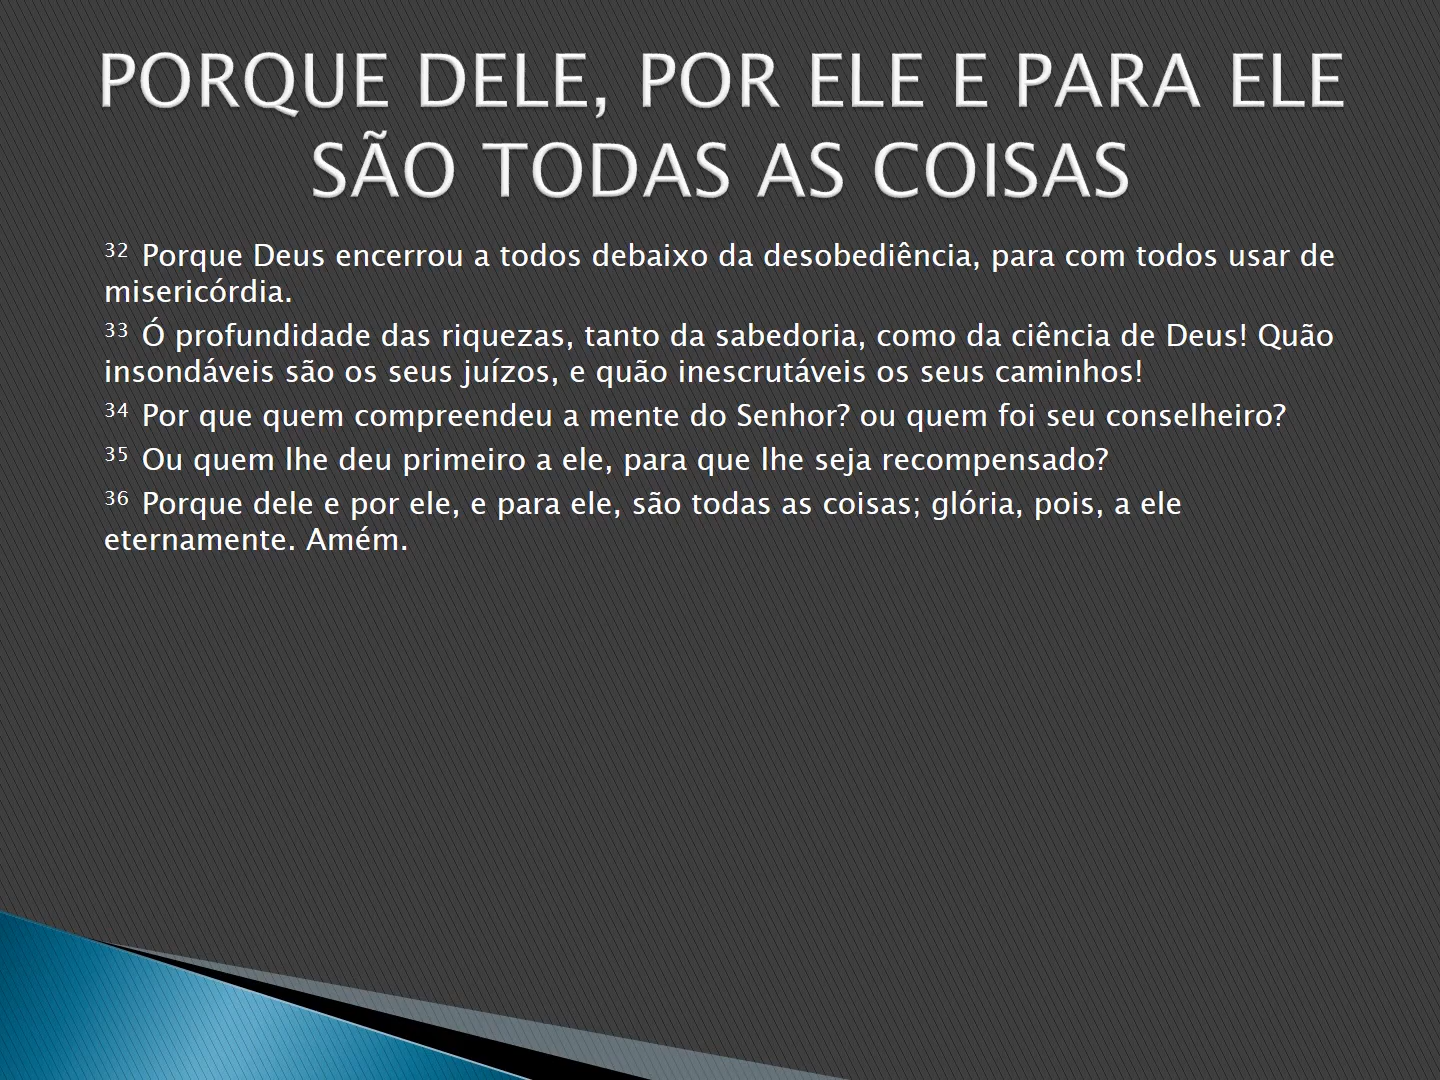 PORQUE DELE, POR ELE E PARA ELE
SÃO TODAS AS COISAS
32 Porque Deus encerrou a todos debaixo da desobediência, para com todos usar de
misericórdia.
33 Ó profundidade das riquezas, tanto da sabedoria, como da ciência de Deus! Quão
insondáveis são os seus juízos, e quão inescrutáveis os seus caminhos!
34 Por que quem compreendeu a mente do Senhor? ou quem foi seu conselheiro?
35 Ou quem lhe deu primeiro a ele, para que lhe seja recompensado?
36 Porque dele e por ele, e para ele, são todas as coisas; glória, pois, a ele
eternamente. Amém.